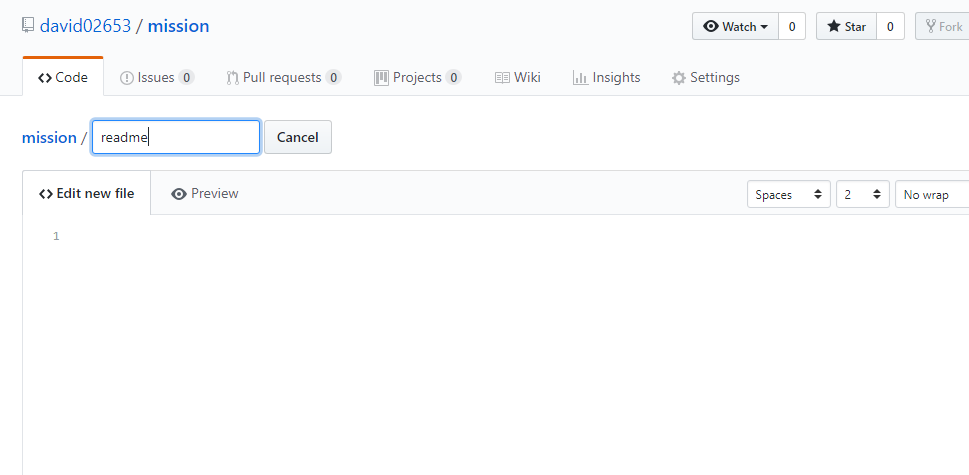 david02653 / mission Watch 0 Star 0 Fork
Code Issues 0 Pull requests 0 Projects 0 Wiki Insights Settings
mission / readme Cancel
Edit new file Preview Spaces 2 No wrap
1